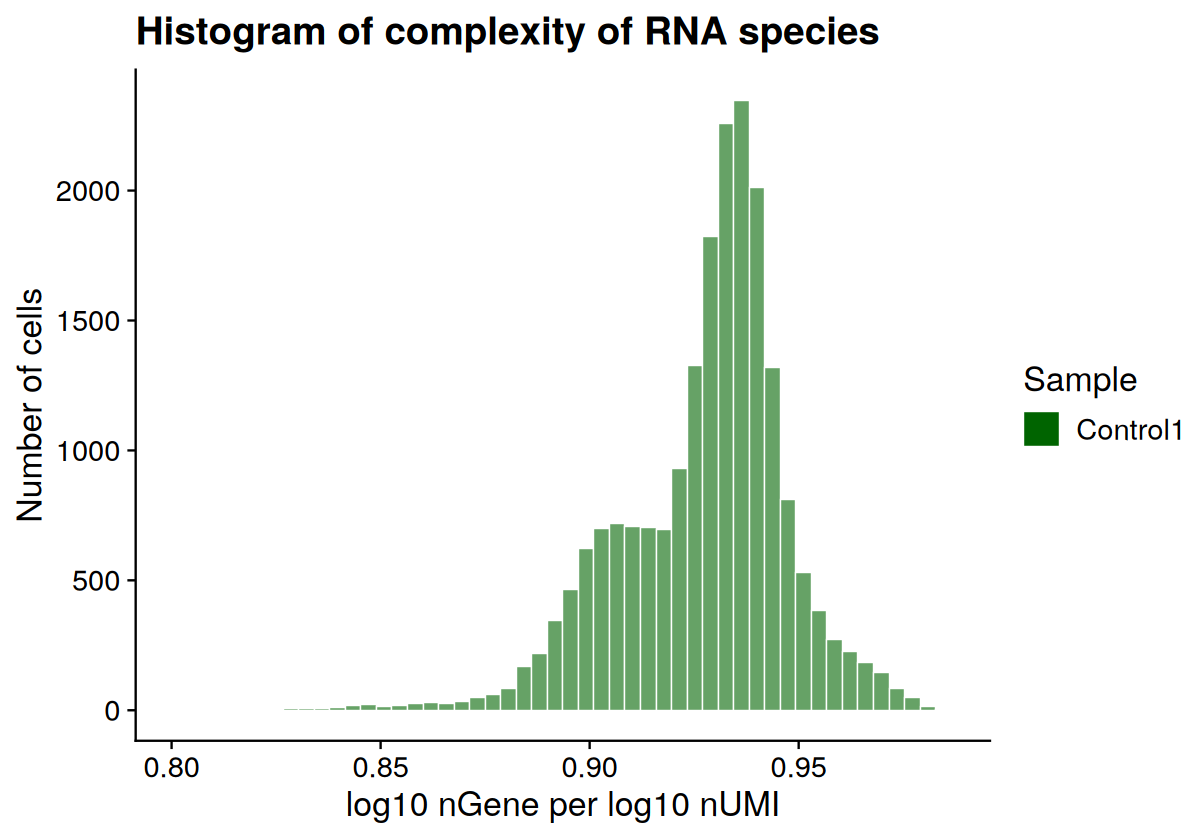 Histogram of complexity of RNA species
Number of cells
2000
1500
1000
500
0
0.80 0.85 0.90 0.95
log10 nGene per log10 nUMI
Sample
Control1